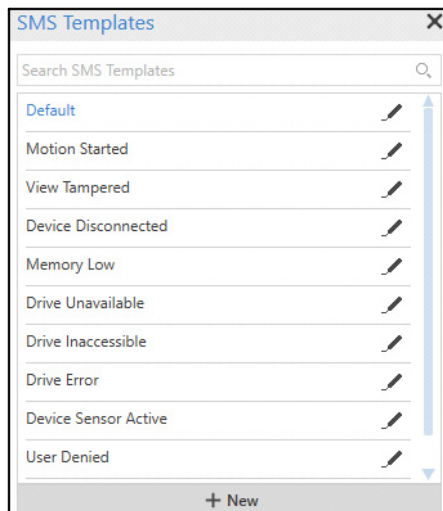 SMS Templates
Search SMS Templates
Default
Motion Started
View Tampered
Device Disconnected
Memory Low
Drive Unavailable
Drive Inaccessible
Drive Error
Device Sensor Active
User Denied
+ New